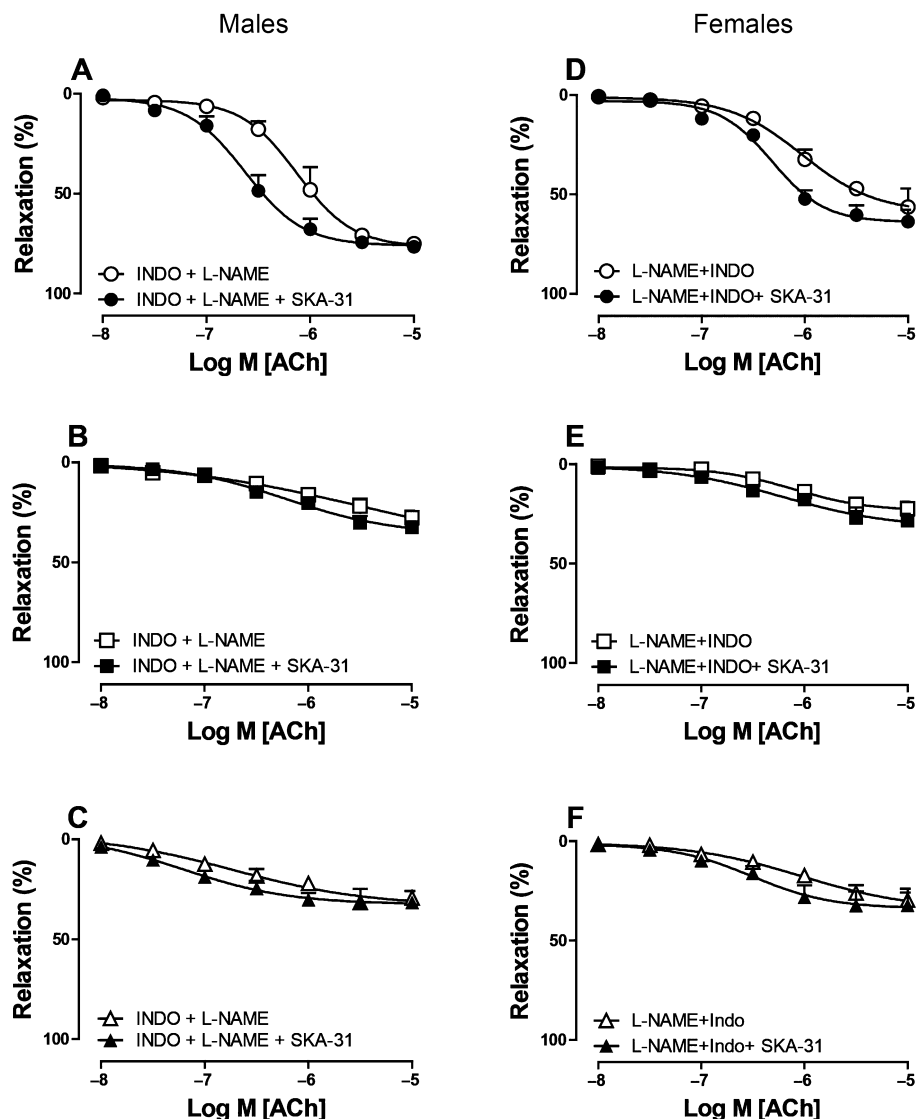 Males
Females
A
0
50
100
Relaxation (%)
INDO + L-NAME
INDO + L-NAME + SKA-31
–8 –7 –6 –5
Log M [ACh]
D
0
50
100
Relaxation (%)
L-NAME+INDO
L-NAME+INDO+ SKA-31
–8 –7 –6 –5
Log M [ACh]
B
0
50
100
Relaxation (%)
INDO + L-NAME
INDO + L-NAME + SKA-31
–8 –7 –6 –5
Log M [ACh]
E
0
50
100
Relaxation (%)
L-NAME+INDO
L-NAME+INDO+ SKA-31
–8 –7 –6 –5
Log M [ACh]
C
0
50
100
Relaxation (%)
INDO + L-NAME
INDO + L-NAME + SKA-31
–8 –7 –6 –5
Log M [ACh]
F
0
50
100
Relaxation (%)
L-NAME+Indo
L-NAME+Indo+ SKA-31
–8 –7 –6 –5
Log M [ACh]